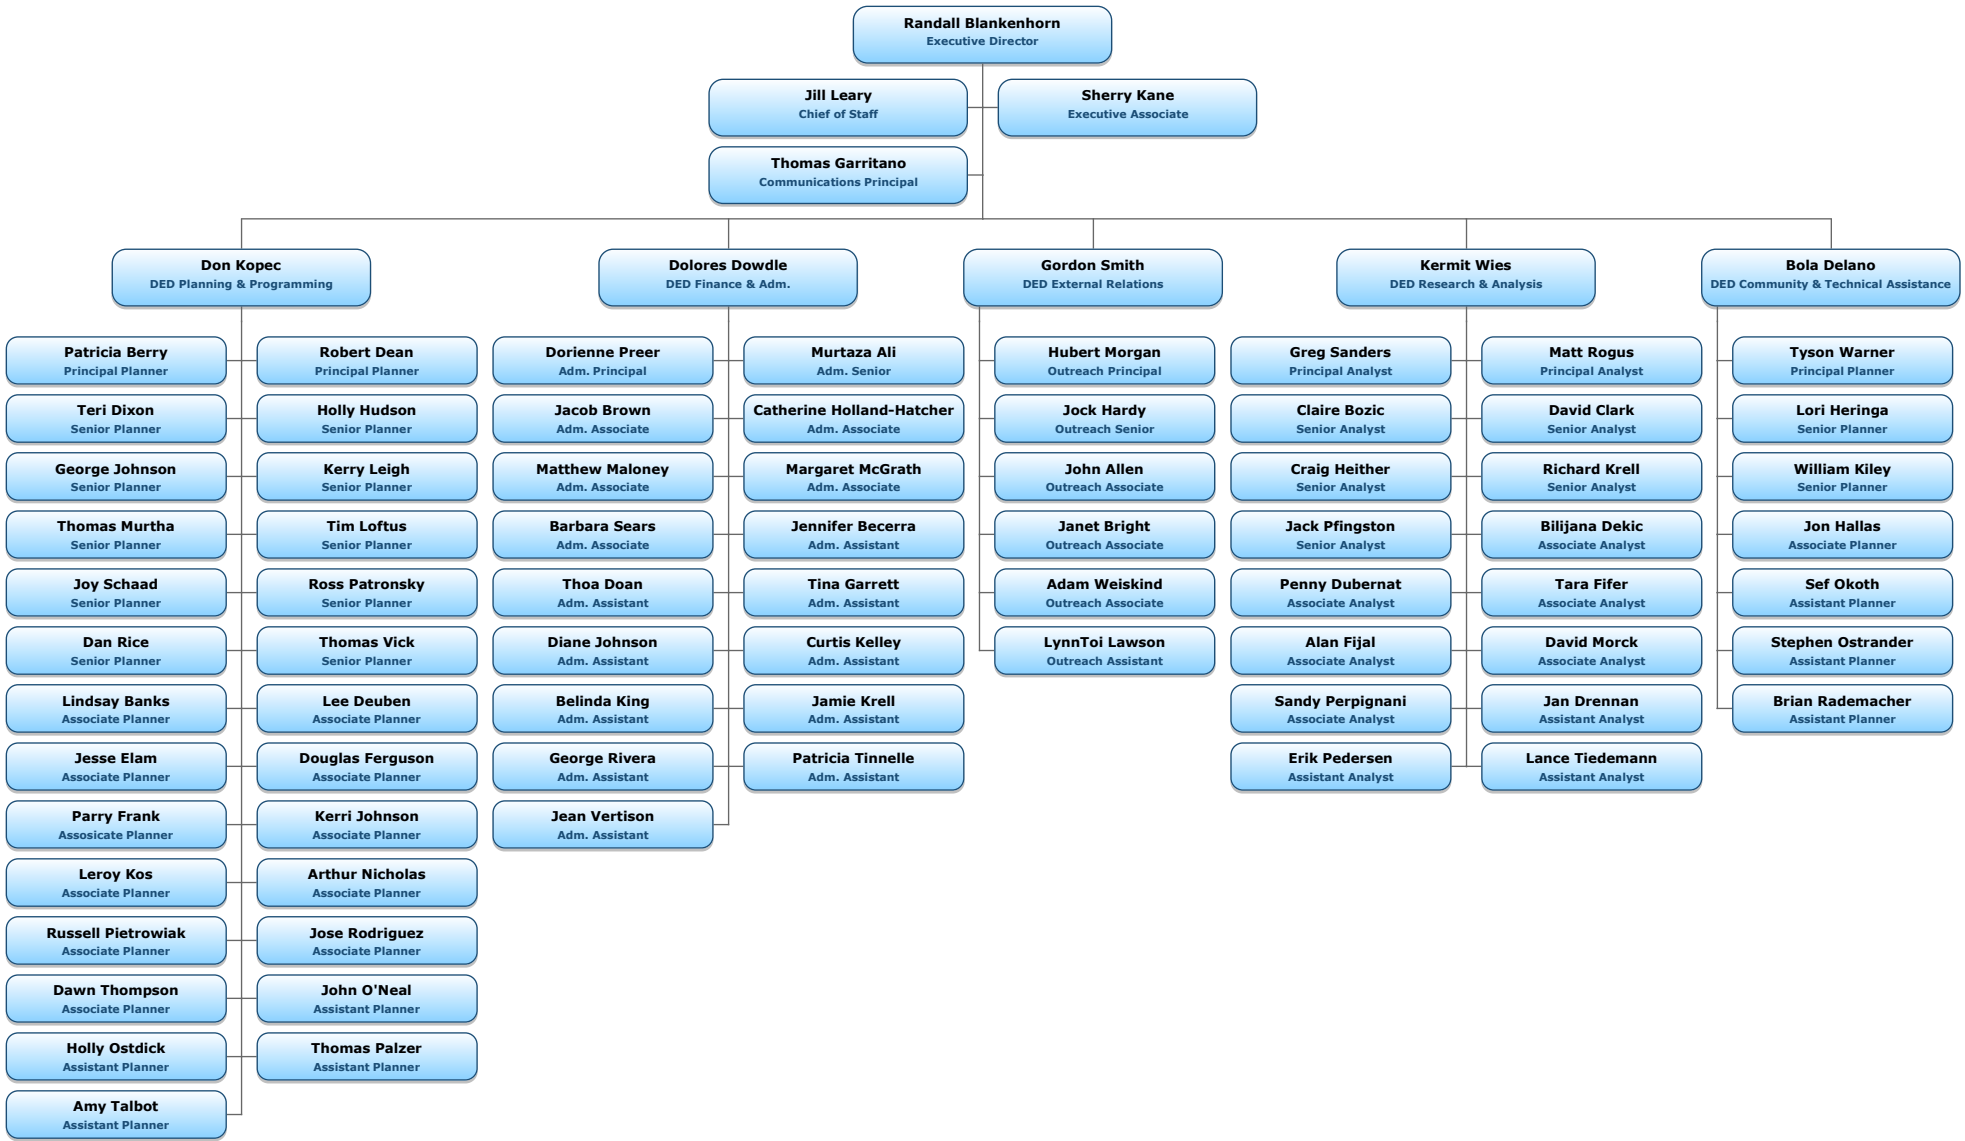 Randall Blankenhorn
Executive Director
Jill Leary
Chief of Staff
Sherry Kane
Executive Associate
Thomas Garritano
Communications Principal
Don Kopec
DED Planning & Programming
Dolores Dowdle
DED Finance & Adm.
Gordon Smith
DED External Relations
Kermit Wies
DED Research & Analysis
Bola Delano
DED Community & Technical Assistance
Patricia Berry
Principal Planner
Robert Dean
Principal Planner
Teri Dixon
Senior Planner
Holly Hudson
Senior Planner
George Johnson
Senior Planner
Kerry Leigh
Senior Planner
Thomas Murtha
Senior Planner
Tim Loftus
Senior Planner
Joy Schaad
Senior Planner
Ross Patronsky
Senior Planner
Dan Rice
Senior Planner
Thomas Vick
Senior Planner
Lindsay Banks
Associate Planner
Lee Deuben
Associate Planner
Jesse Elam
Associate Planner
Douglas Ferguson
Associate Planner
Parry Frank
Assosicate Planner
Kerri Johnson
Associate Planner
Leroy Kos
Associate Planner
Arthur Nicholas
Associate Planner
Russell Pietrowiak
Associate Planner
Jose Rodriguez
Associate Planner
Dawn Thompson
Associate Planner
John O'Neal
Assistant Planner
Holly Ostdick
Assistant Planner
Thomas Palzer
Assistant Planner
Amy Talbot
Assistant Planner
Dorienne Preer
Adm. Principal
Murtaza Ali
Adm. Senior
Jacob Brown
Adm. Associate
Catherine Holland-Hatcher
Adm. Associate
Matthew Maloney
Adm. Associate
Margaret McGrath
Adm. Associate
Barbara Sears
Adm. Associate
Jennifer Becerra
Adm. Assistant
Thoa Doan
Adm. Assistant
Tina Garrett
Adm. Assistant
Diane Johnson
Adm. Assistant
Curtis Kelley
Adm. Assistant
Belinda King
Adm. Assistant
Jamie Krell
Adm. Assistant
George Rivera
Adm. Assistant
Patricia Tinnelle
Adm. Assistant
Jean Vertison
Adm. Assistant
Hubert Morgan
Outreach Principal
Jock Hardy
Outreach Senior
John Allen
Outreach Associate
Janet Bright
Outreach Associate
Adam Weiskind
Outreach Associate
LynnToi Lawson
Outreach Assistant
Greg Sanders
Principal Analyst
Matt Rogus
Principal Analyst
Claire Bozic
Senior Analyst
David Clark
Senior Analyst
Craig Heither
Senior Analyst
Richard Krell
Senior Analyst
Jack Pfingston
Senior Analyst
Bilijana Dekic
Associate Analyst
Penny Dubernat
Associate Analyst
Tara Fifer
Associate Analyst
Alan Fijal
Associate Analyst
David Morck
Associate Analyst
Sandy Perpignani
Associate Analyst
Jan Drennan
Assistant Analyst
Erik Pedersen
Assistant Analyst
Lance Tiedemann
Assistant Analyst
Tyson Warner
Principal Planner
Lori Heringa
Senior Planner
William Kiley
Senior Planner
Jon Hallas
Associate Planner
Sef Okoth
Assistant Planner
Stephen Ostrander
Assistant Planner
Brian Rademacher
Assistant Planner